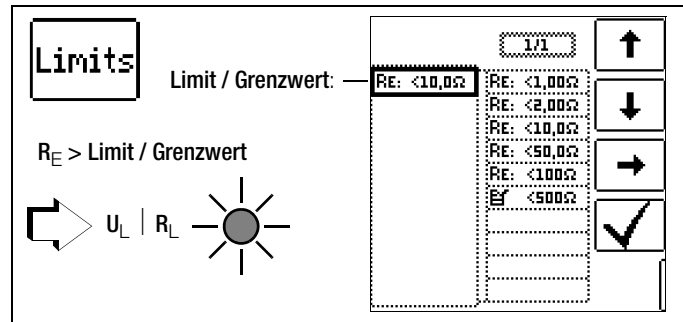 Limits
Limit / Grenzwert:
RE > Limit / Grenzwert
UL | RL
1/1
RE: <10,0Ω
RE: <1,00Ω
RE: <2,00Ω
RE: <10,0Ω
RE: <50,0Ω
RE: <100Ω
<500Ω